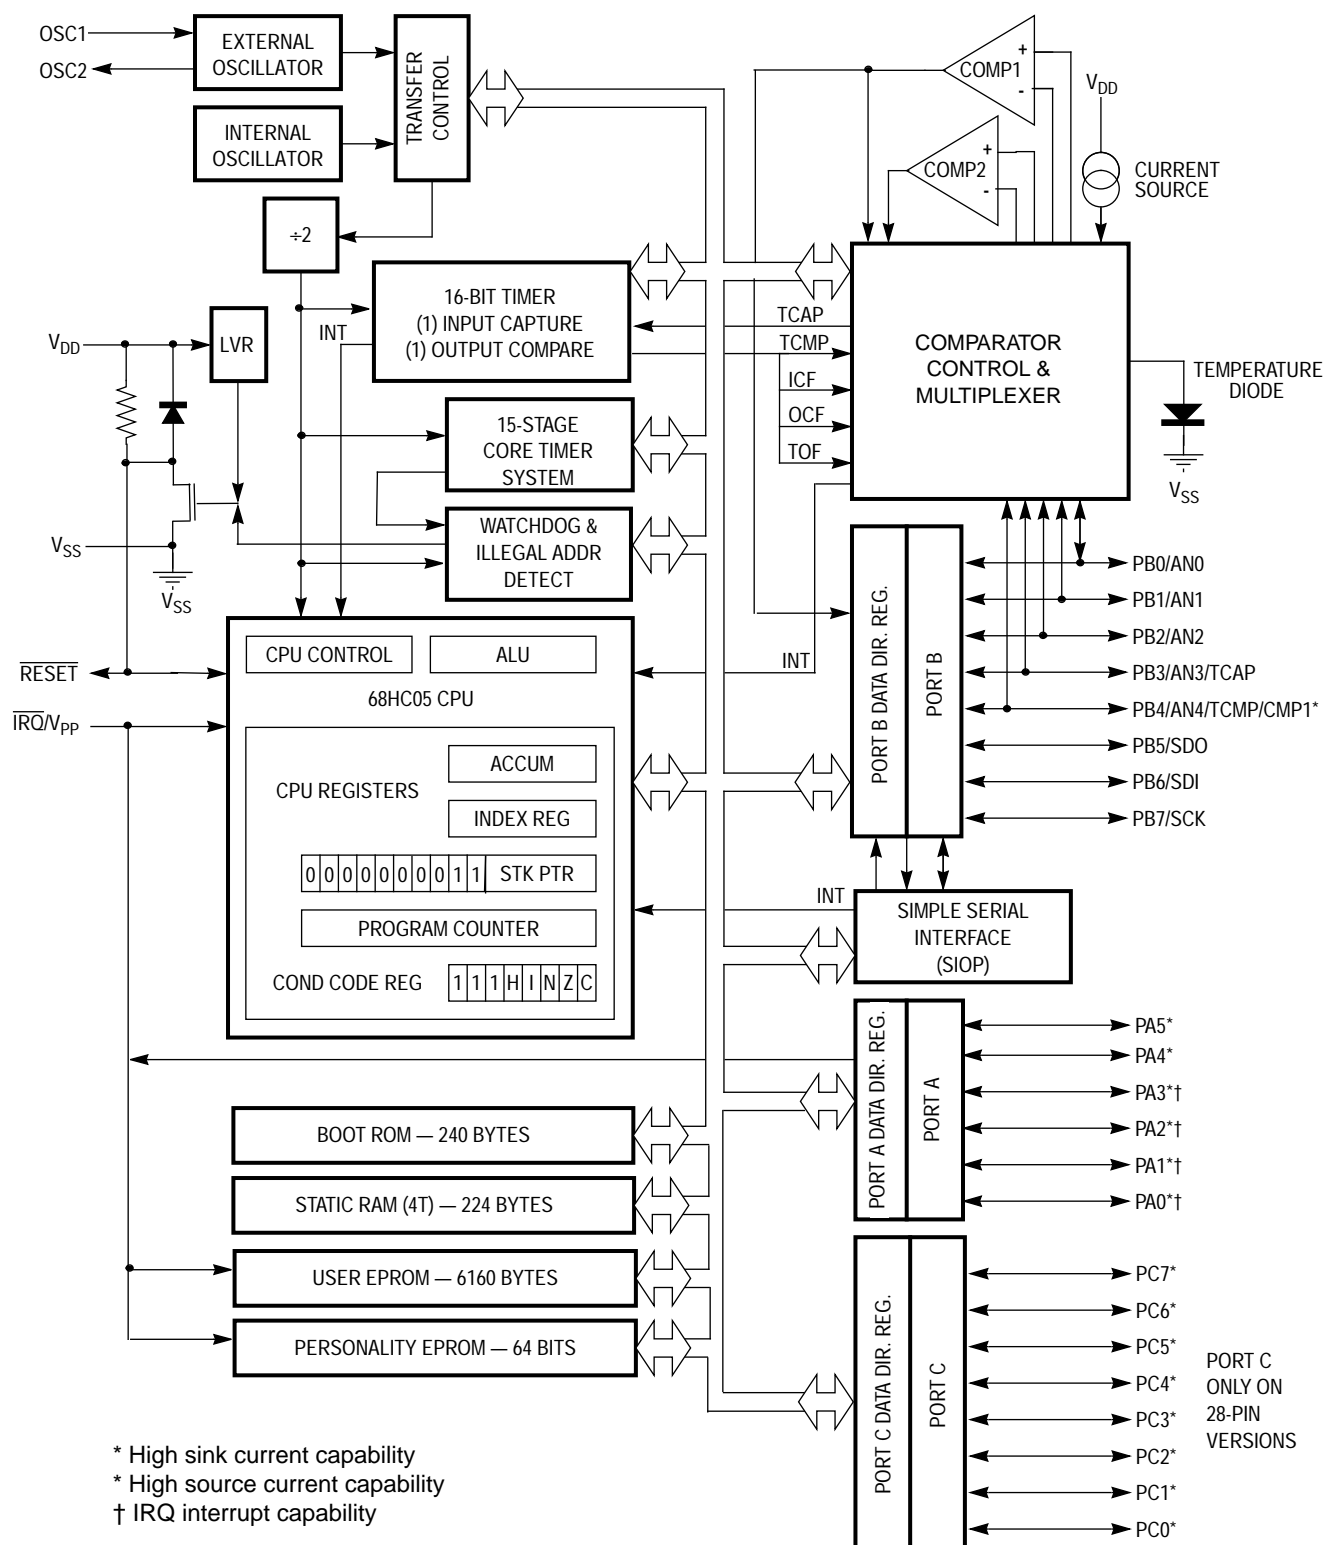 OSC1
OSC2
EXTERNAL
OSCILLATOR
INTERNAL
OSCILLATOR
TRANSFER
CONTROL
÷2
COMP1
+
-
COMP2
+
-
VDD
CURRENT
SOURCE
16-BIT TIMER
(1) INPUT CAPTURE
(1) OUTPUT COMPARE
INT
TCAP
TCMP
ICF
OCF
TOF
COMPARATOR
CONTROL &
MULTIPLEXER
TEMPERATURE
DIODE
VSS
VDD
LVR
VSS
VSS
15-STAGE
CORE TIMER
SYSTEM
WATCHDOG &
ILLEGAL ADDR
DETECT
RESET
IRQ/VPP
CPU CONTROL
ALU
68HC05 CPU
INT
CPU REGISTERS
ACCUM
INDEX REG
0 0 0 0 0 0 0 0 1 1 STK PTR
PROGRAM COUNTER
COND CODE REG
1 1 1 H I N Z C
PORT B DATA DIR. REG.
PORT B
PB0/AN0
PB1/AN1
PB2/AN2
PB3/AN3/TCAP
PB4/AN4/TCMP/CMP1*
PB5/SDO
PB6/SDI
PB7/SCK
INT
SIMPLE SERIAL
INTERFACE
(SIOP)
PORT A DATA DIR. REG.
PORT A
PA5*
PA4*
PA3*†
PA2*†
PA1*†
PA0*†
BOOT ROM — 240 BYTES
STATIC RAM (4T) — 224 BYTES
USER EPROM — 6160 BYTES
PERSONALITY EPROM — 64 BITS
PORT C DATA DIR. REG.
PORT C
PC7*
PC6*
PC5*
PC4*
PC3*
PC2*
PC1*
PC0*
PORT C
ONLY ON
28-PIN
VERSIONS
* High sink current capability
* High source current capability
† IRQ interrupt capability